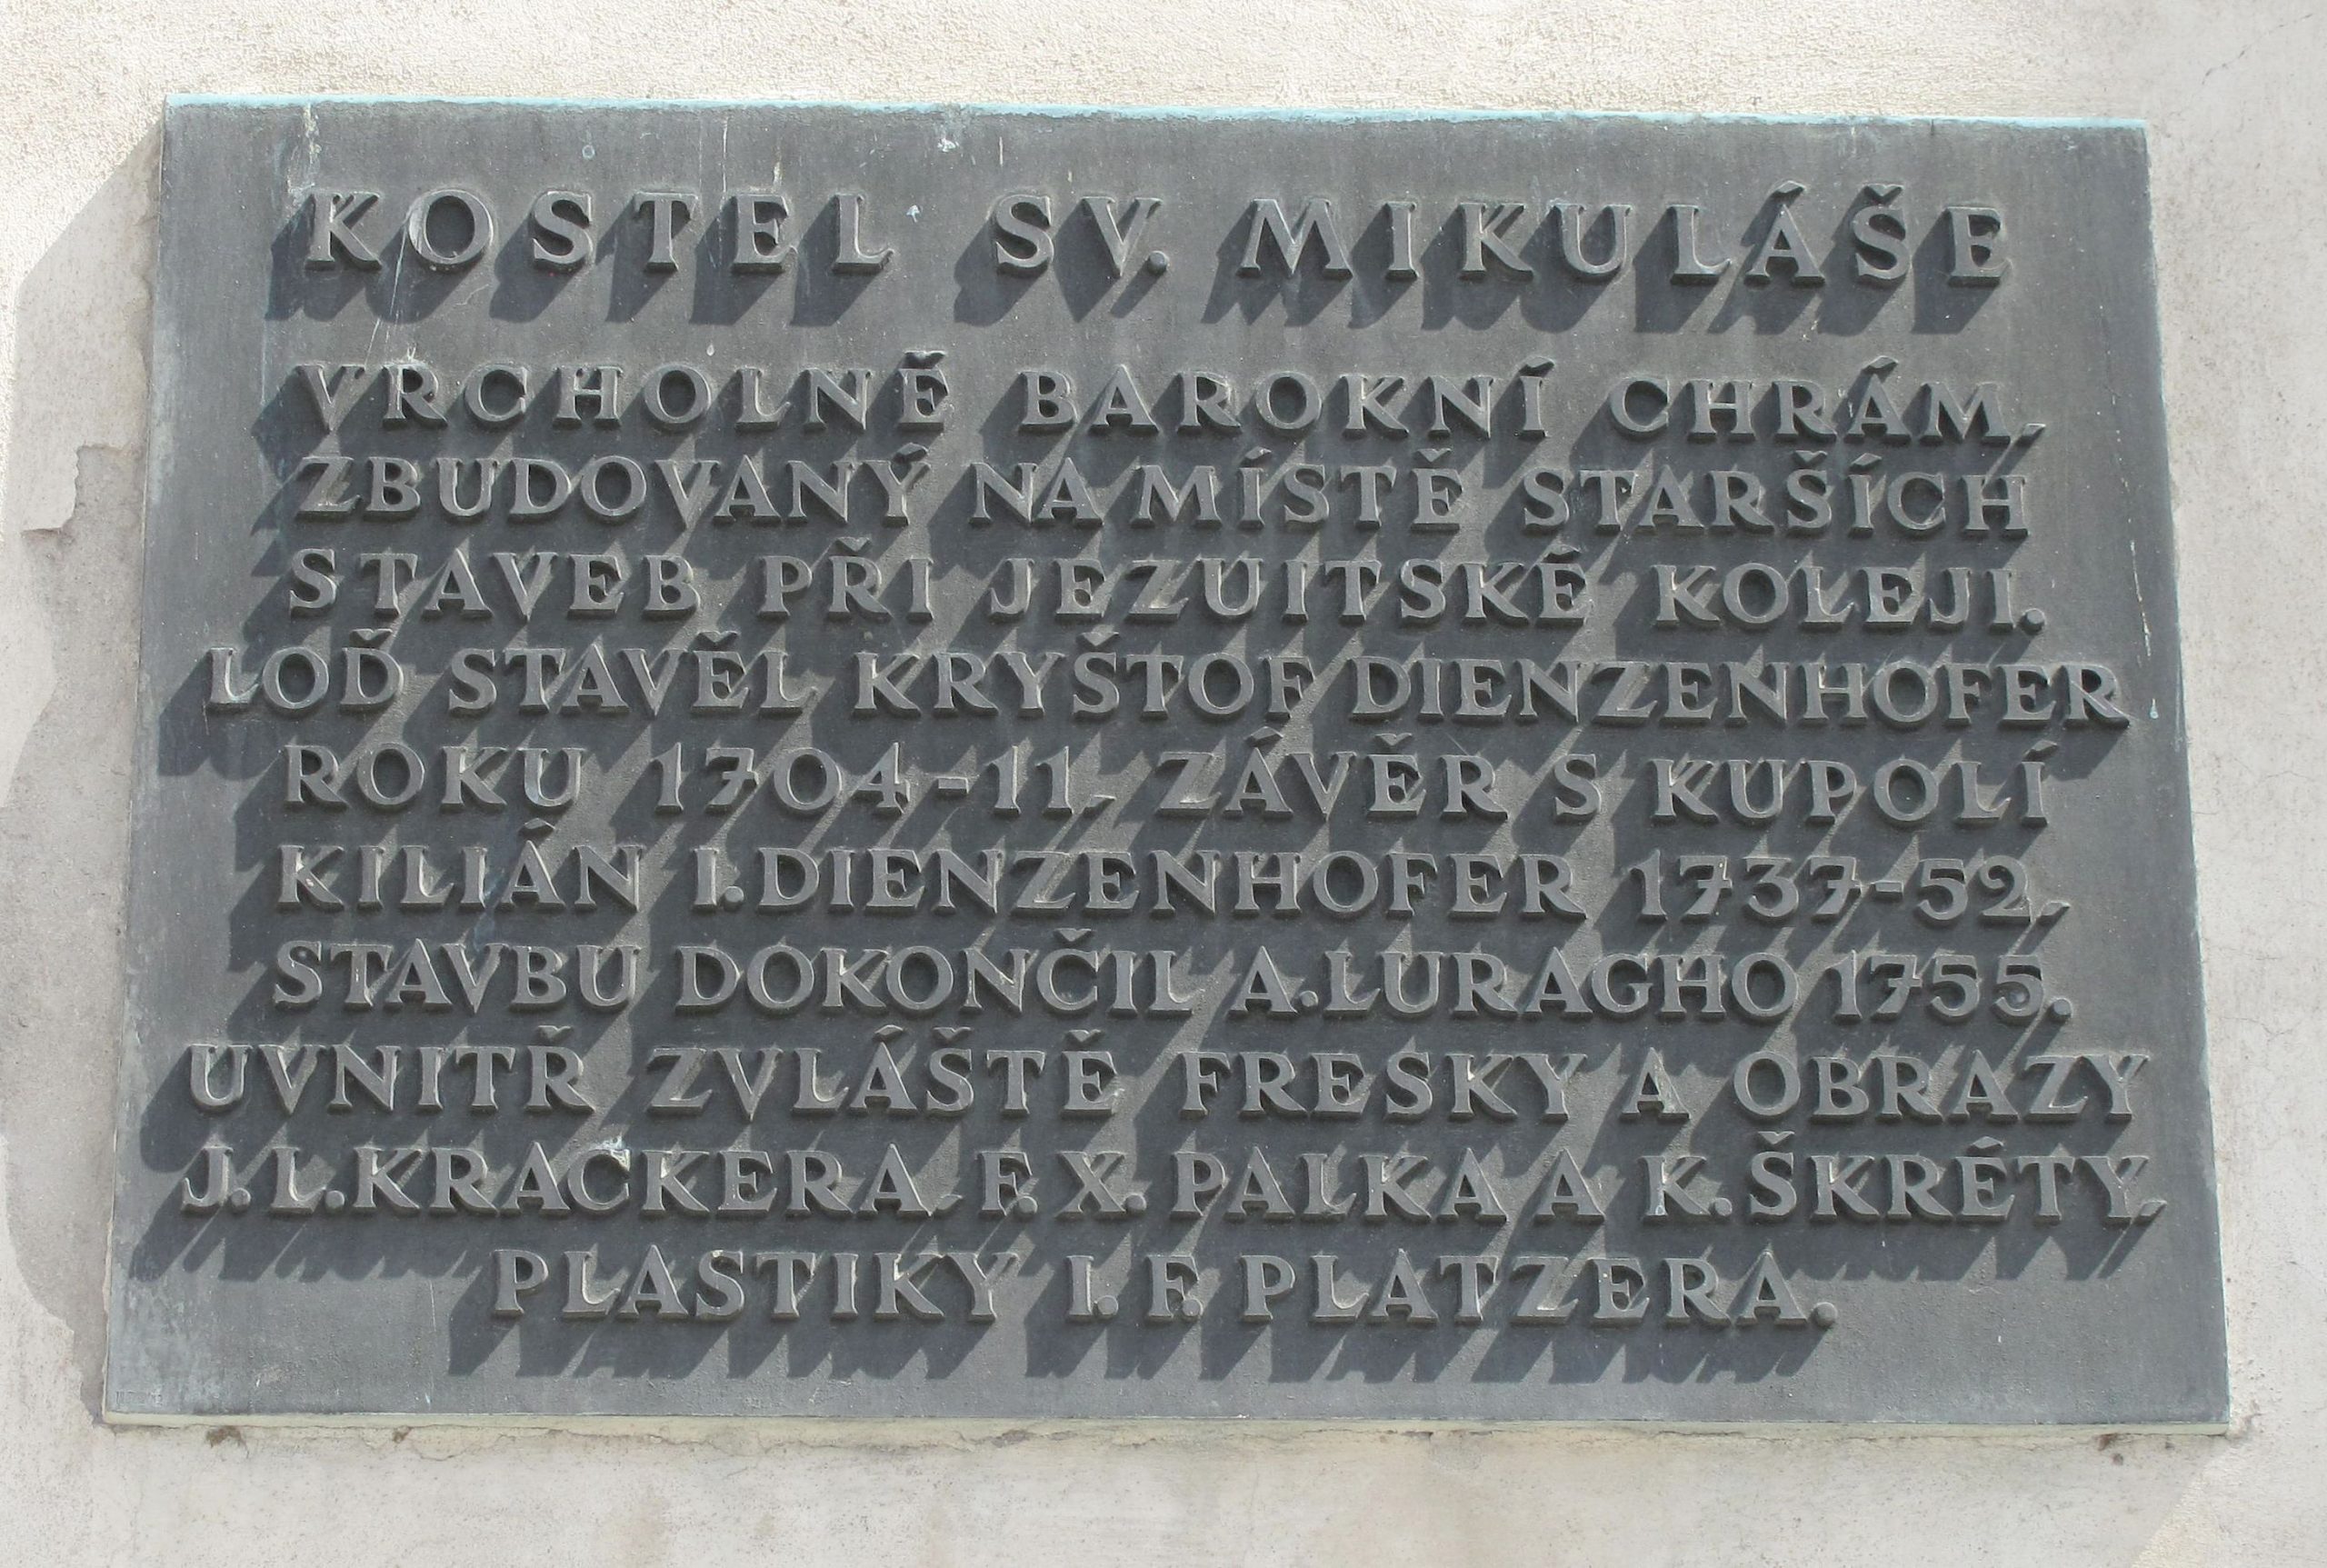 KOSTEL SV. MIKULÁŠE
VRCHOLNĚ BAROKNÍ CHRÁM,
ZBUDOVANÝ NA MÍSTĚ STARŠÍCH
STAVEB PŘI JEZUITSKÉ KOLEJI.
LOĎ STAVĚL KRYŠTOF DIENZENHOFER
ROKU 1704-11. ZÁVĚR S KUPOLÍ
KILIÁN I. DIENZENHOFER 1737-52,
STAVBU DOKONČIL A. LURAGHO 1755.
UVNITŘ ZVLÁŠTĚ FRESKY A OBRAZY
J. L. KRACKERA, F. X. PALKA A K. ŠKRÉTY,
PLASTIKY I. F. PLATZERA.